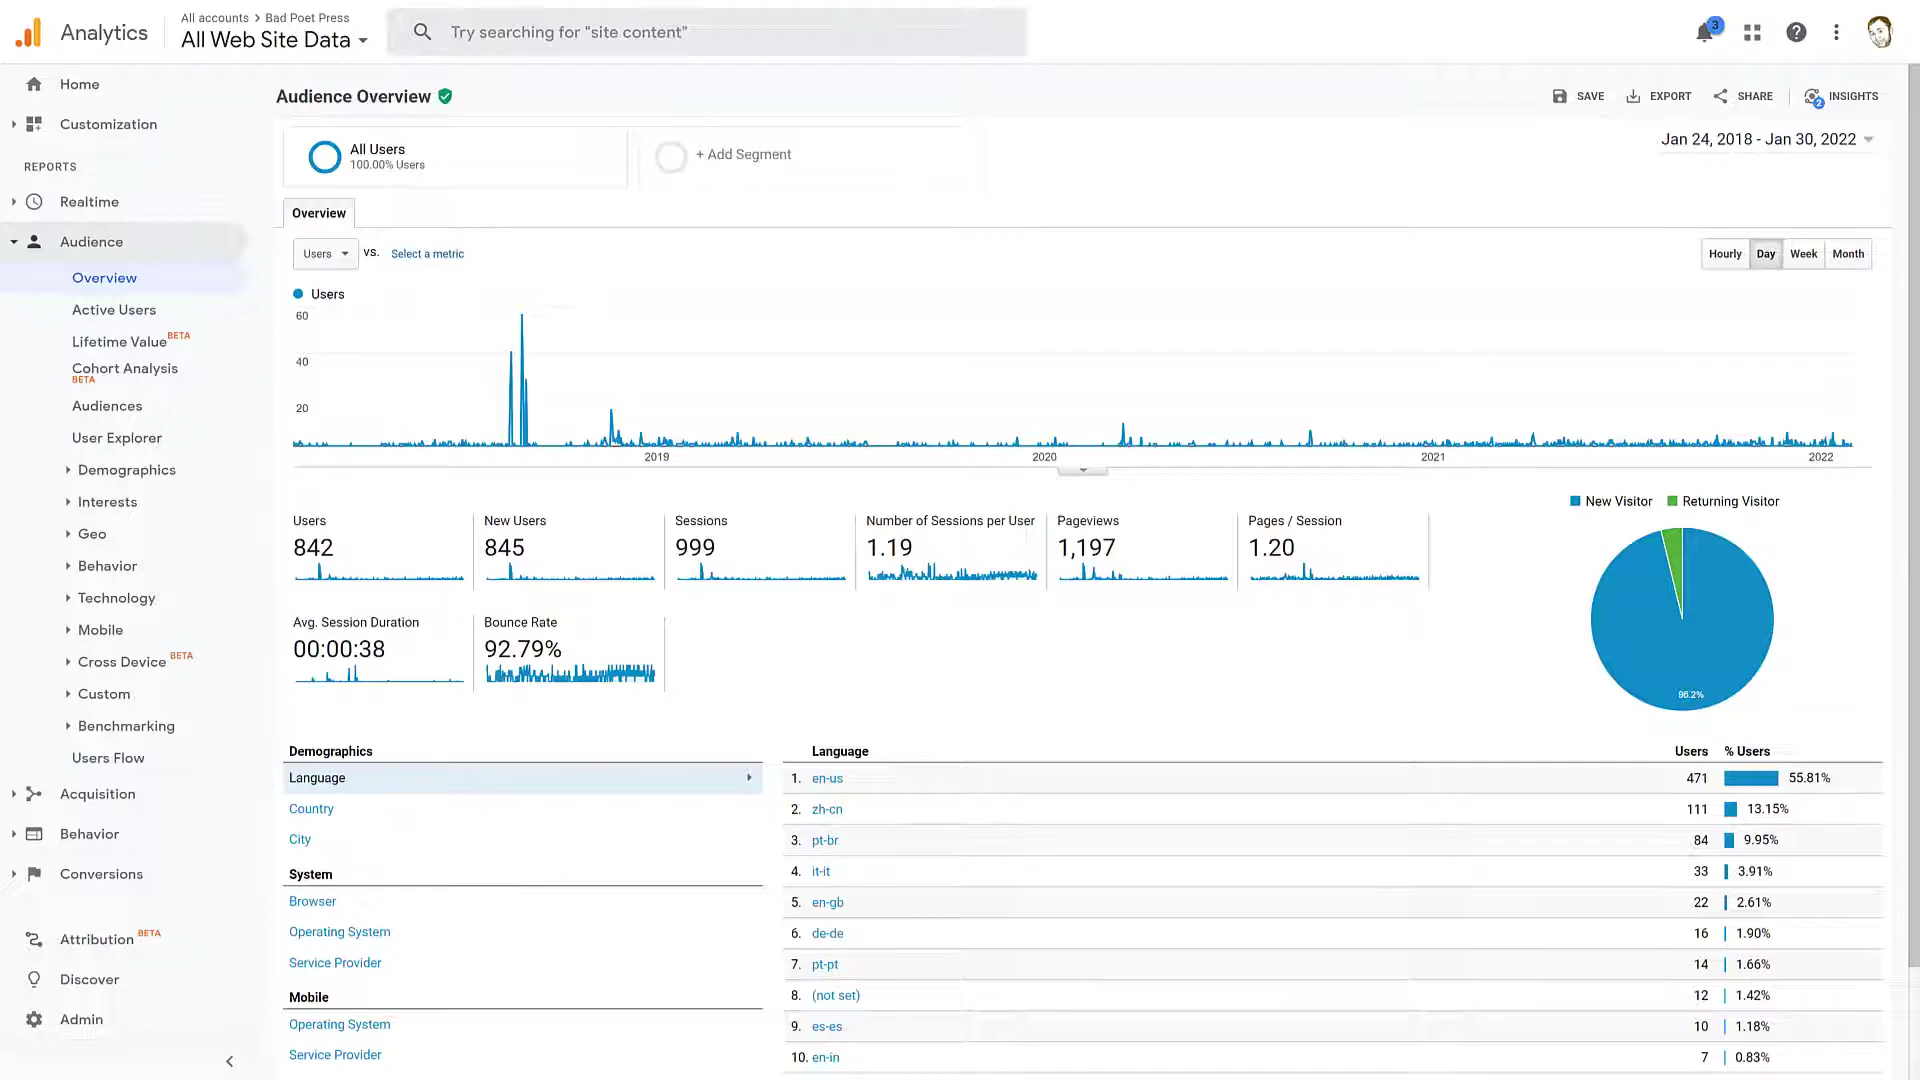 Analytics
All accounts > Bad Poet Press
All Web Site Data
Try searching for "site content"
3
Home
Customization
REPORTS
Realtime
Audience
Overview
Active Users
Lifetime Value BETA
Cohort Analysis
BETA
Audiences
User Explorer
Demographics
Interests
Geo
Behavior
Technology
Mobile
Cross Device BETA
Custom
Benchmarking
Users Flow
Acquisition
Behavior
Conversions
Attribution BETA
Discover
Admin
Audience Overview
SAVE
EXPORT
SHARE
2
INSIGHTS
All Users
100.00% Users
+ Add Segment
Jan 24, 2018 - Jan 30, 2022
Overview
Users VS. Select a metric
Hourly Day Week Month
Users
60
40
20
2019 2020 2021 2022
New Visitor Returning Visitor
96.2%
Users
842
New Users
845
Sessions
999
Number of Sessions per User
1.19
Pageviews
1,197
Pages / Session
1.20
Avg. Session Duration
00:00:38
Bounce Rate
92.79%
Demographics
Language
Country
City
System
Browser
Operating System
Service Provider
Mobile
Operating System
Service Provider
Language Users % Users
1. en-us 471 55.81%
2. zh-cn 111 13.15%
3. pt-br 84 9.95%
4. it-it 33 3.91%
5. en-gb 22 2.61%
6. de-de 16 1.90%
7. pt-pt 14 1.66%
8. (not set) 12 1.42%
9. es-es 10 1.18%
10. en-in 7 0.83%